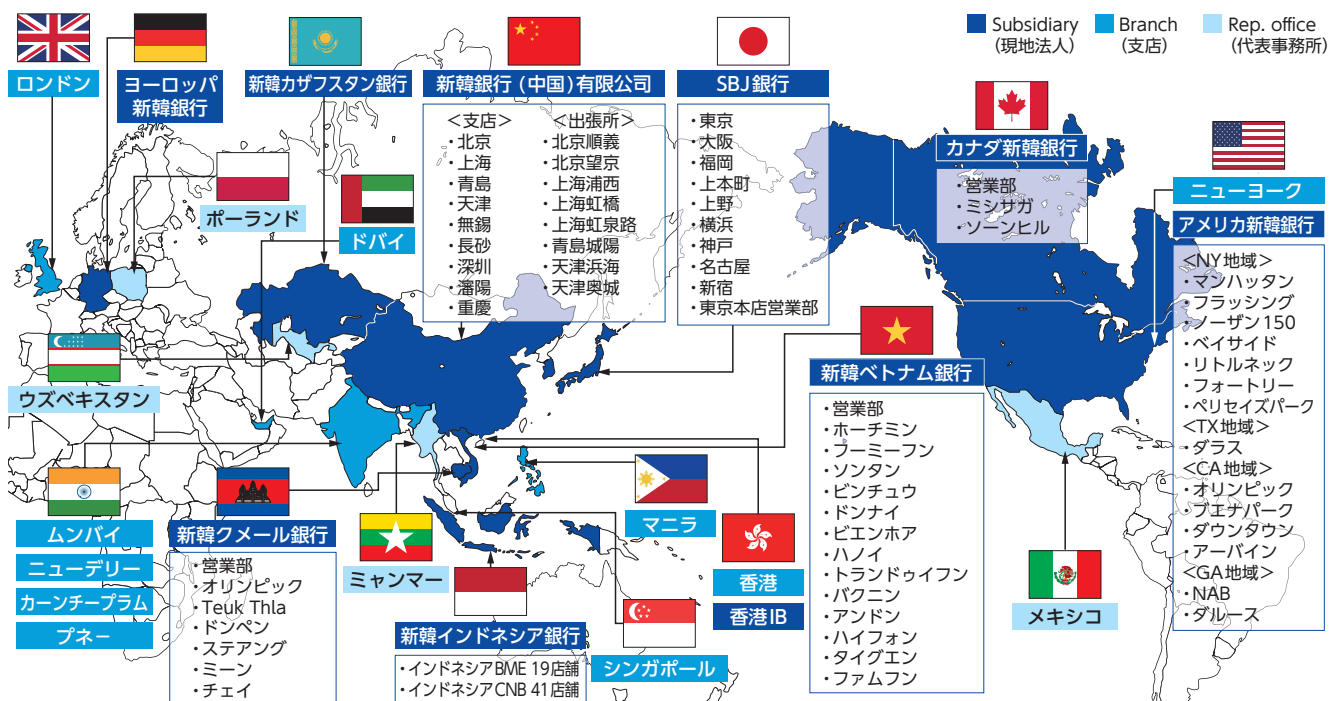 Subsidiary
(現地法人)
Branch
(支店)
Rep. office
(代表事務所)
ロンドン
ヨーロッパ
新韓銀行
新韓カザフスタン銀行
新韓銀行(中国)有限公司
<支店>
・北京
・上海
・青島
・天津
・無錫
・長砂
・深圳
・瀋陽
・重慶
<出張所>
・北京順義
・北京望京
・上海浦西
・上海虹橋
・上海虹泉路
・青島城陽
・天津浜海
・天津奥城
SBJ銀行
・東京
・大阪
・福岡
・上本町
・上野
・横浜
・神戸
・名古屋
・新宿
・東京本店営業部
カナダ新韓銀行
・営業部
・ミシサガ
・ソーンヒル
ニューヨーク
アメリカ新韓銀行
<NY地域>
・マンハッタン
・フラッシング
・ノーザン150
・ベイサイド
・リトルネック
・フォートリー
・ペリセイズパーク
<TX地域>
・ダラス
<CA地域>
・オリンピック
・ブエナパーク
・ダウンタウン
・アーバイン
<GA地域>
・NAB
・ダルース
ポーランド
ドバイ
ウズベキスタン
ムンバイ
ニューデリー
カーンチープラム
プネー
新韓クメール銀行
・営業部
・オリンピック
・Teuk Thla
・ドンペン
・ステアング
・ミーン
・チェイ
ミャンマー
新韓インドネシア銀行
・インドネシアBME 19店舗
・インドネシアCNB 41店舗
マニラ
シンガポール
香港
香港IB
新韓ベトナム銀行
・営業部
・ホーチミン
・フーミーフン
・ソンタン
・ビンチュウ
・ドンナイ
・ビエンホア
・ハノイ
・トランドゥイフン
・バクニン
・アンドン
・ハイフォン
・タイグエン
・ファムフン
メキシコ